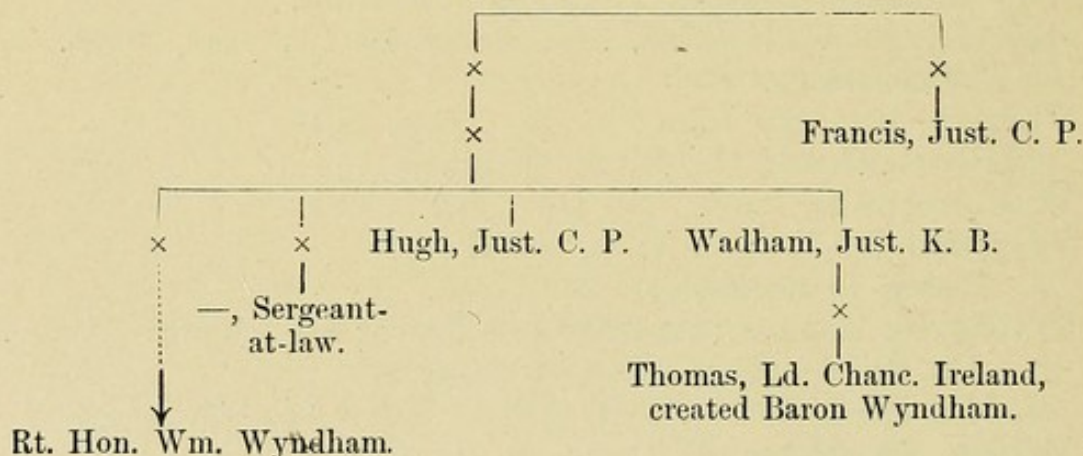 ×
×
×
Francis, Just. C. P.
×
×
Hugh, Just. C. P.
Wadham, Just. K. B.
—, Sergeant-
at-law.
×
Thomas, Ld. Chanc. Ireland,
created Baron Wyndham.
Rt. Hon. Wm. Wyndham.